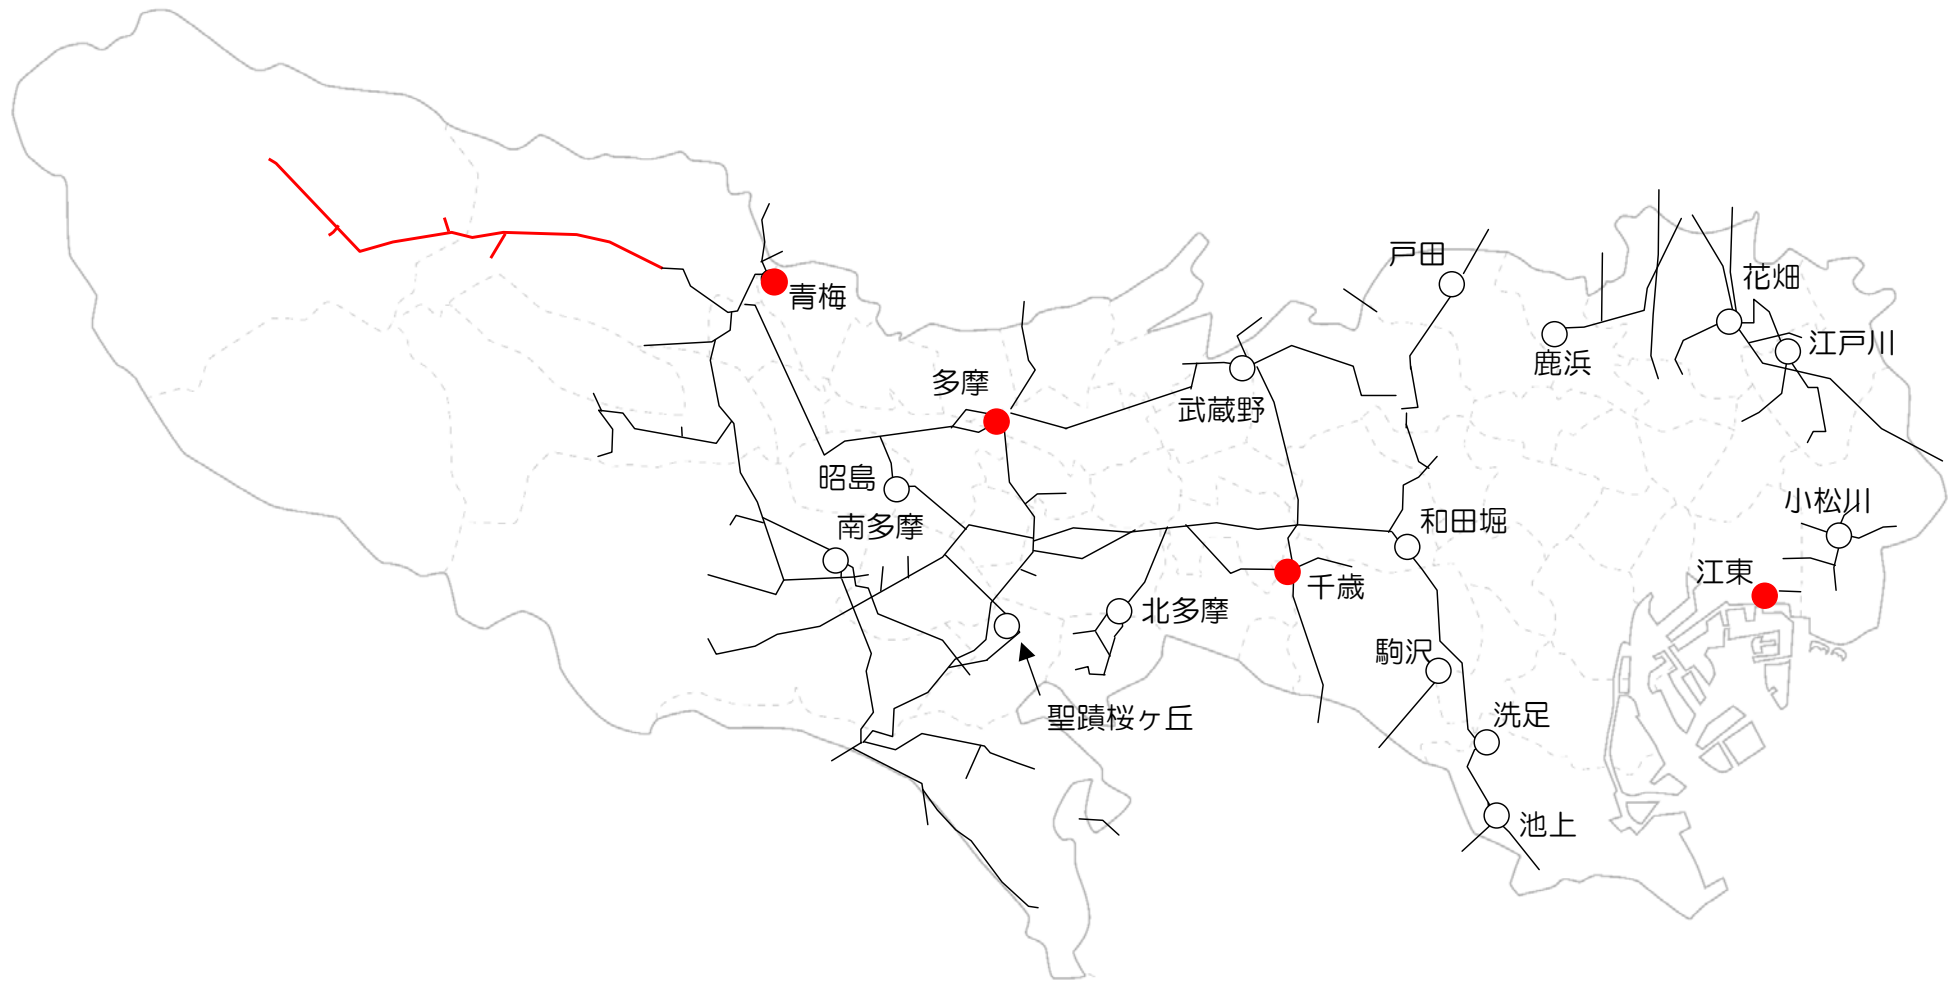 戸田
花畑
青梅
江戸川
鹿浜
多摩
武蔵野
昭島
小松川
南多摩
和田堀
江東
千歳
北多摩
駒沢
聖蹟桜ヶ丘
洗足
池上